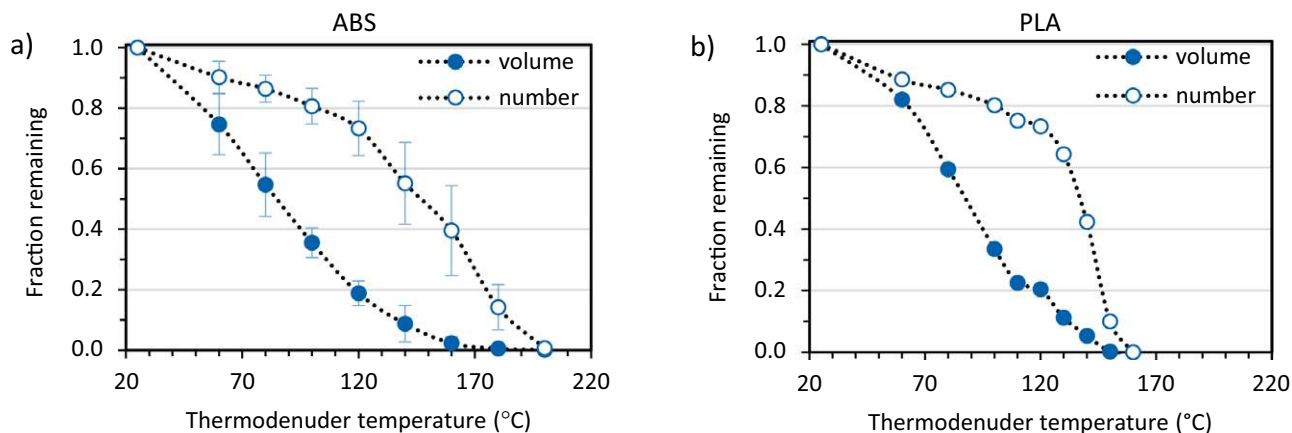 a)
ABS
volume
number
1.0
0.8
0.6
0.4
0.2
0.0
Fraction remaining
20 70 120 170 220
Thermodenuder temperature (°C)
b)
PLA
volume
number
1.0
0.8
0.6
0.4
0.2
0.0
Fraction remaining
20 70 120 170 220
Thermodenuder temperature (°C)